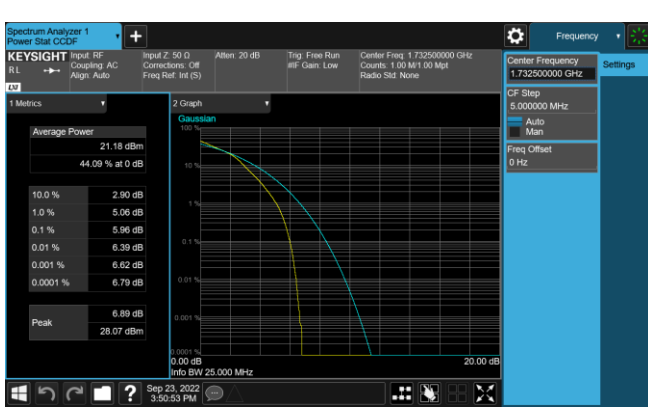 Spectrum Analyzer 1
Power Stat CCDF
Frequency
KEYSIGHT
RL
LXI
Input: RF
Coupling: AC
Align: Auto
Input Z: 50 Ω
Corrections: Off
Freq Ref: Int (S)
Atten: 20 dB
Trig: Free Run
#IF Gain: Low
Center Freq: 1.732500000 GHz
Counts: 1.00 M/1.00 Mpt
Radio Std: None
Center Frequency
1.732500000 GHz
Settings
CF Step
5.000000 MHz
Auto
Man
Freq Offset
0 Hz
1 Metrics
Average Power
21.18 dBm
44.09 % at 0 dB
10.0 % 2.90 dB
1.0 % 5.06 dB
0.1 % 5.96 dB
0.01 % 6.39 dB
0.001 % 6.62 dB
0.0001 % 6.79 dB
Peak
6.89 dB
28.07 dBm
2 Graph
Gaussian
100 %
10 %
1 %
0.1 %
0.01 %
0.001 %
0.0001 %
0.00 dB 20.00 dB
Info BW 25.000 MHz
?
Sep 23, 2022
3:50:53 PM